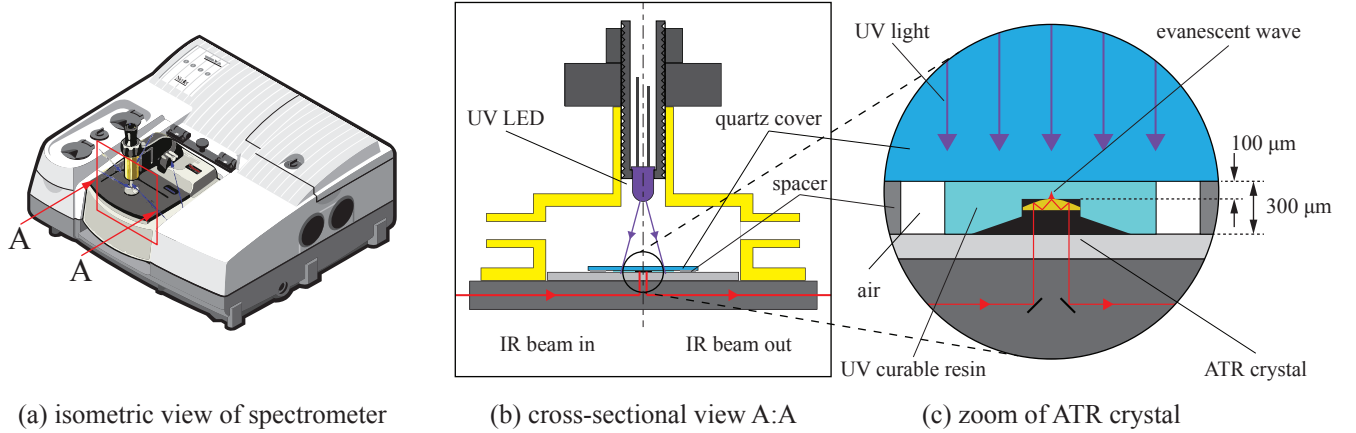 A
A
(a) isometric view of spectrometer
UV LED
quartz cover
spacer
IR beam in
IR beam out
(b) cross-sectional view A:A
UV light
evanescent wave
100 μm
300 μm
air
UV curable resin
ATR crystal
(c) zoom of ATR crystal